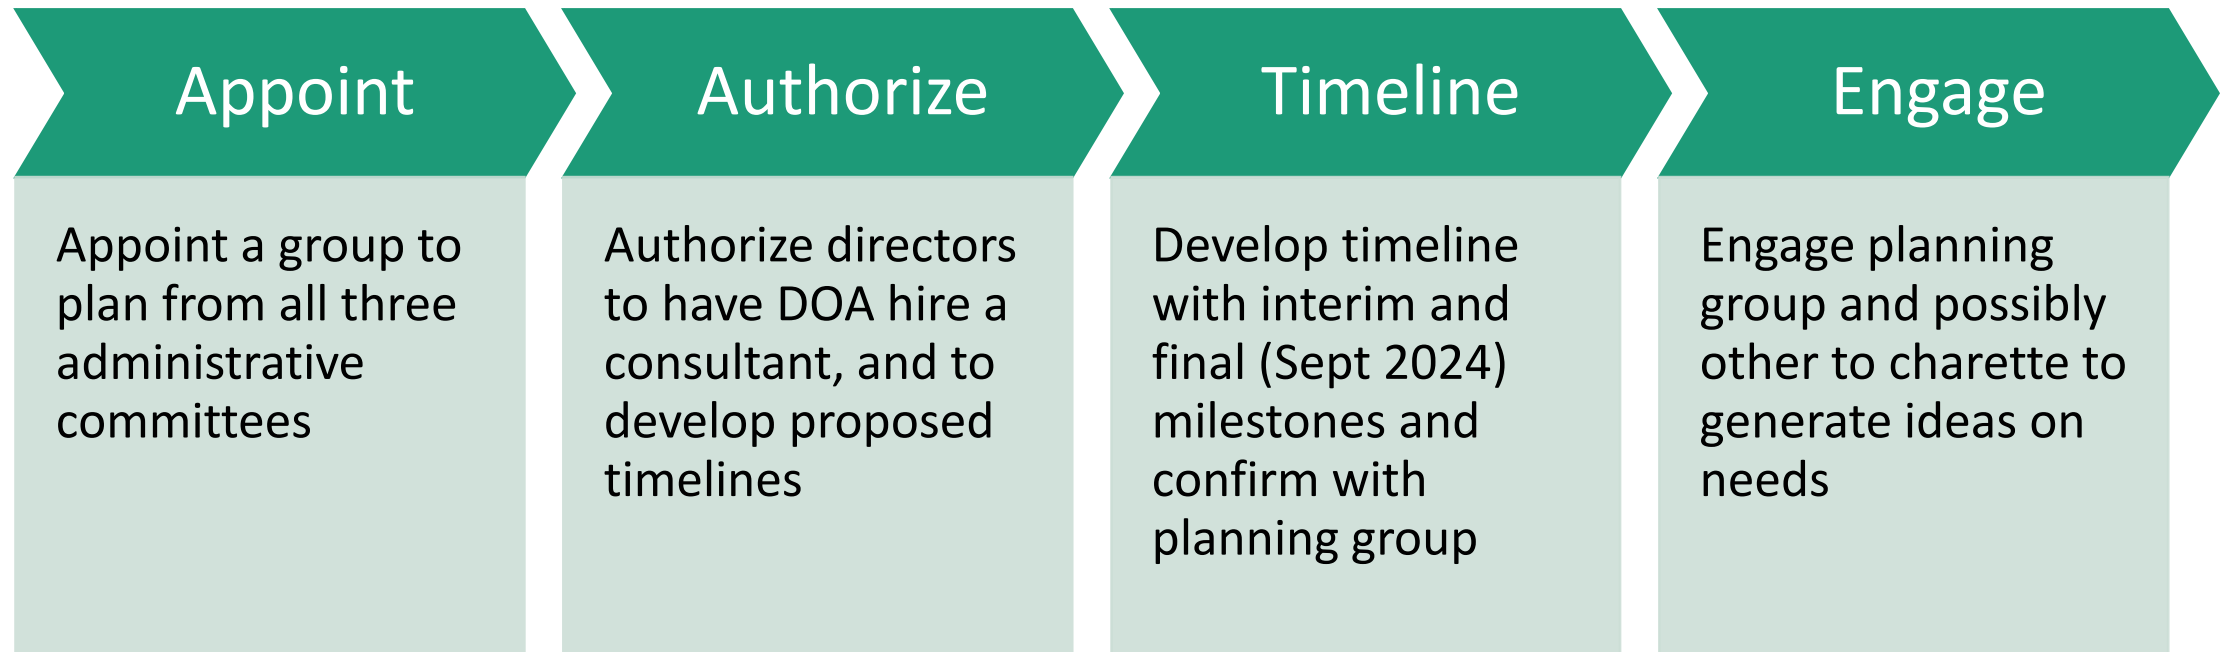 Appoint
Appoint a group to
plan from all three
administrative
committees
Authorize
Authorize directors
to have DOA hire a
consultant, and to
develop proposed
timelines
Timeline
Develop timeline
with interim and
final (Sept 2024)
milestones and
confirm with
planning group
Engage
Engage planning
group and possibly
other to charette to
generate ideas on
needs